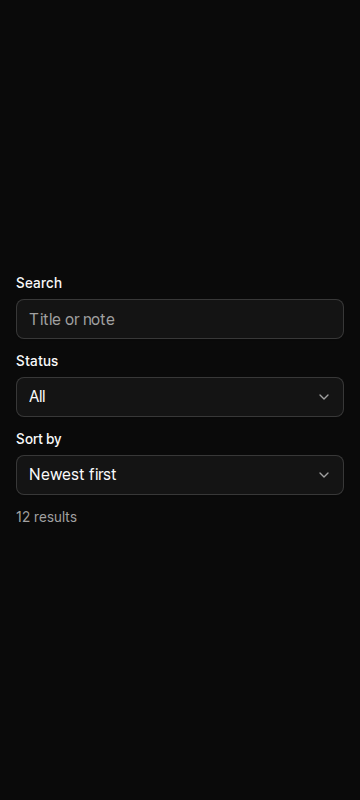 Search
Title or note
Status
All
Sort by
Newest first
12 results